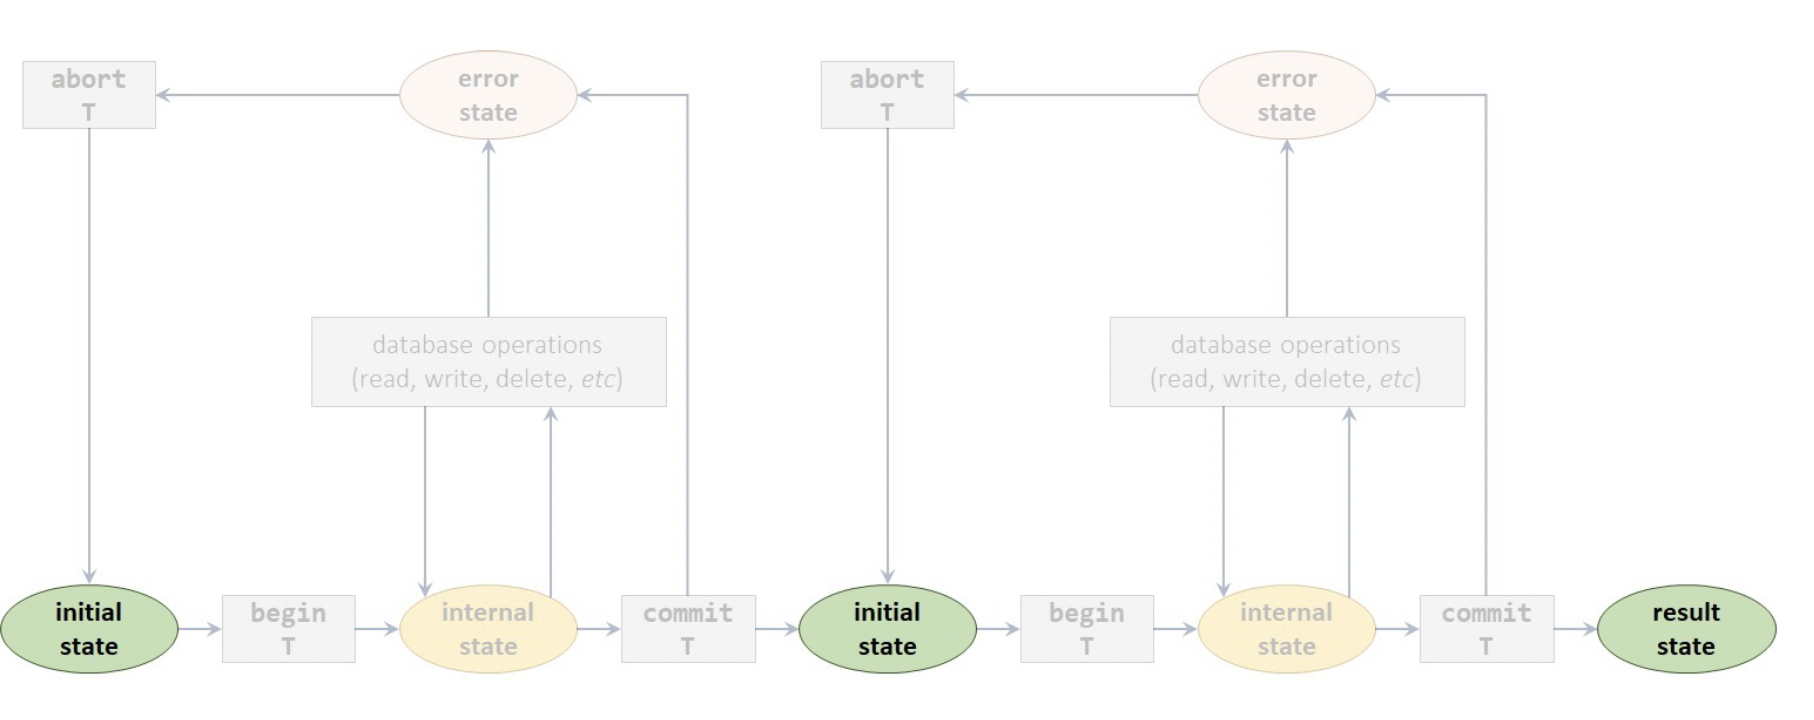 abort
T
error
state
abort
T
error
state
database operations
(read, write, delete, etc)
database operations
(read, write, delete, etc)
initial
state
begin
T
internal
state
commit
T
initial
state
begin
T
internal
state
commit
T
result
state